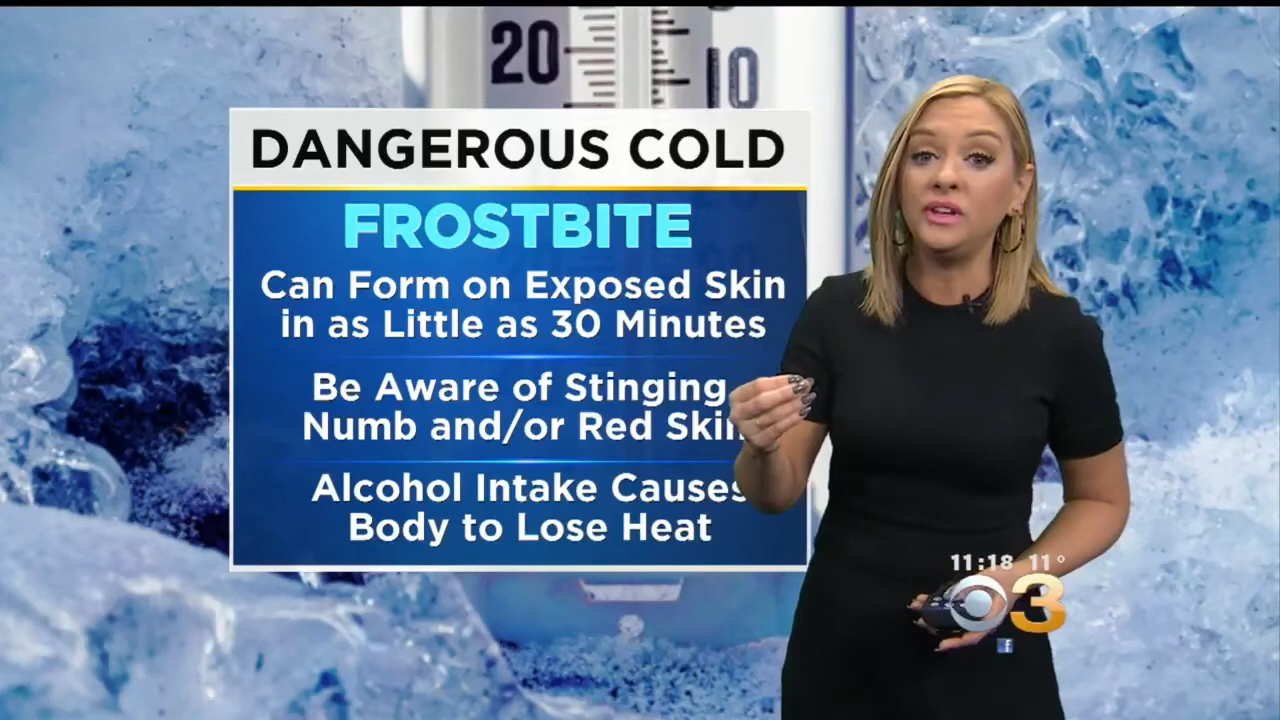 20
10
DANGEROUS COLD
FROSTBITE
Can Form on Exposed Skin
in as Little as 30 Minutes
Be Aware of Stinging,
Numb and/or Red Skin
Alcohol Intake Causes
Body to Lose Heat
11:18 11°
3
f